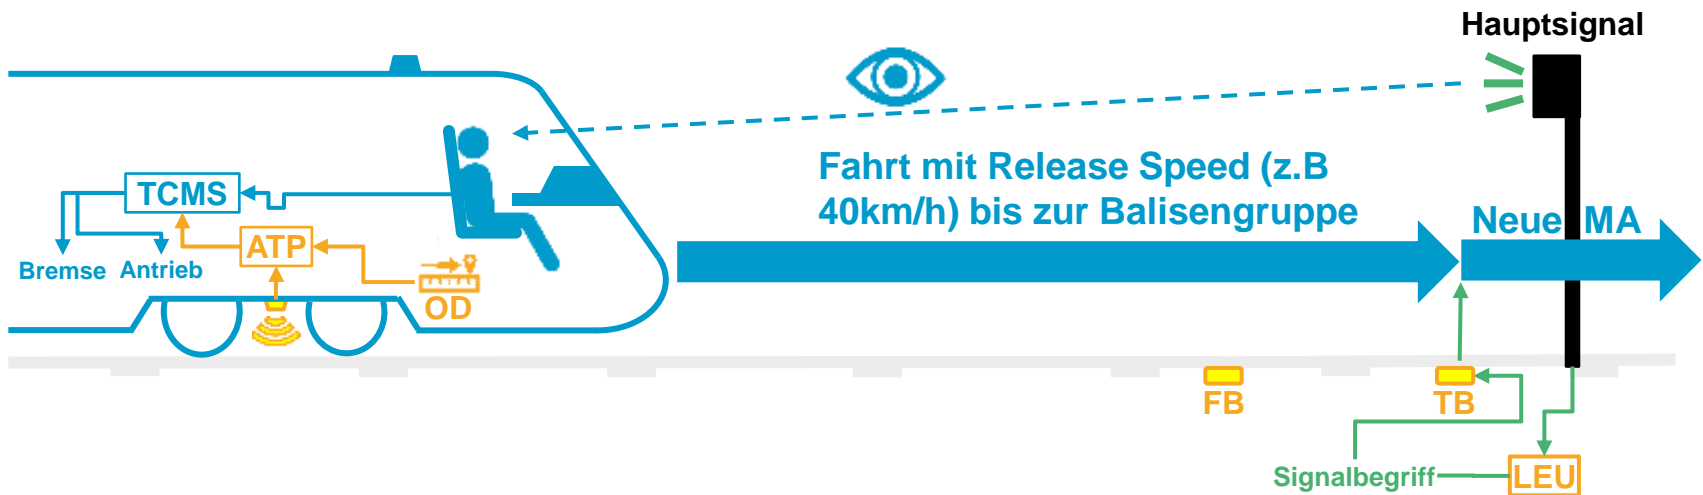 Hauptsignal
Fahrt mit Release Speed (z.B
40km/h) bis zur Balisengruppe
Neue MA
TCMS
ATP
Bremse Antrieb
OD
FB
TB
Signalbegriff
LEU